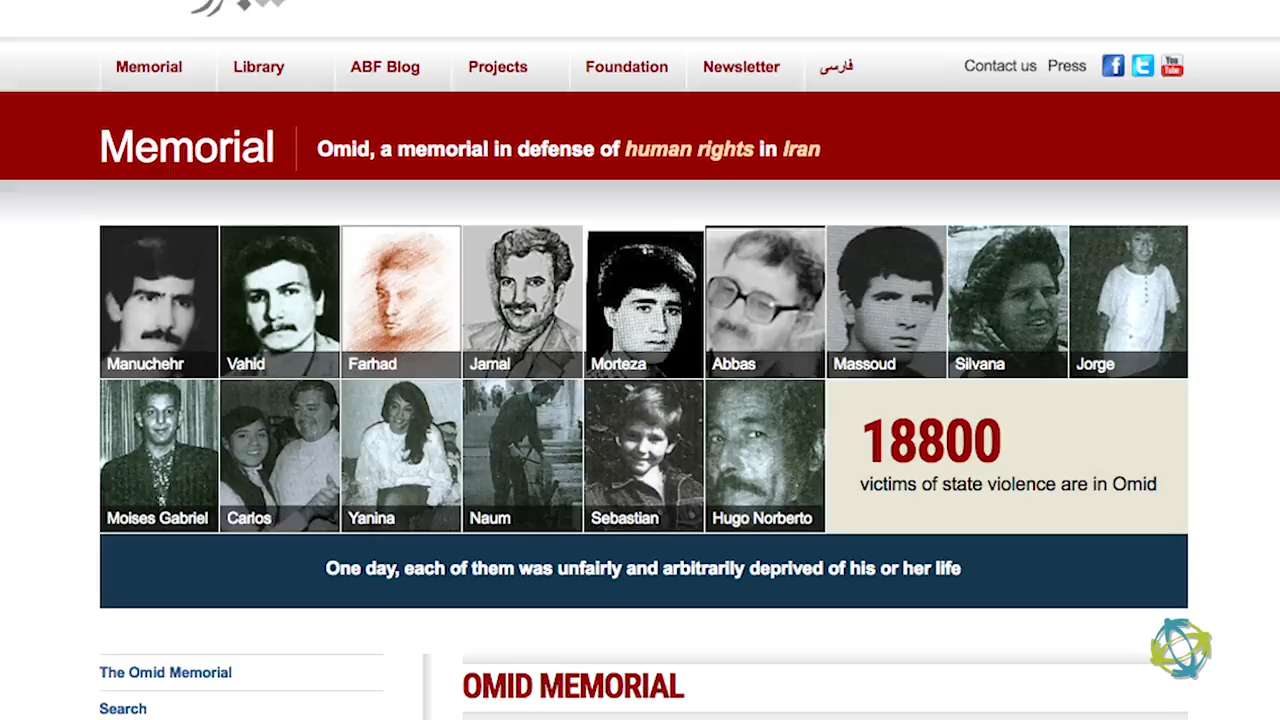 Memorial Library ABF Blog Projects Foundation Newsletter فارسی Contact us Press
You Tube
Memorial
Omid, a memorial in defense of human rights in Iran
Manuchehr Vahid Farhad Jamal Morteza Abbas Massoud Silvana Jorge
Moises Gabriel Carlos Yanina Naum Sebastian Hugo Norberto
18800
victims of state violence are in Omid
One day, each of them was unfairly and arbitrarily deprived of his or her life
The Omid Memorial
Search
OMID MEMORIAL